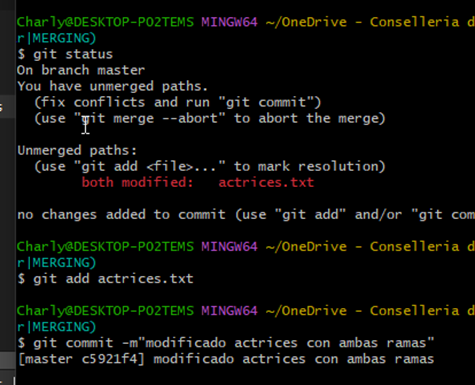 Charly@DESKTOP-PO2TEMS MINGW64 ~/OneDrive - Conselleria d
r|MERGING)
$ git status
On branch master
You have unmerged paths.
  (fix conflicts and run "git commit")
  (use "git merge --abort" to abort the merge)
Unmerged paths:
  (use "git add <file>..." to mark resolution)
        both modified:   actrices.txt
no changes added to commit (use "git add" and/or "git com
Charly@DESKTOP-PO2TEMS MINGW64 ~/OneDrive - Conselleria d
r|MERGING)
$ git add actrices.txt
Charly@DESKTOP-PO2TEMS MINGW64 ~/OneDrive - Conselleria d
r|MERGING)
$ git commit -m"modificado actrices con ambas ramas"
[master c5921f4] modificado actrices con ambas ramas